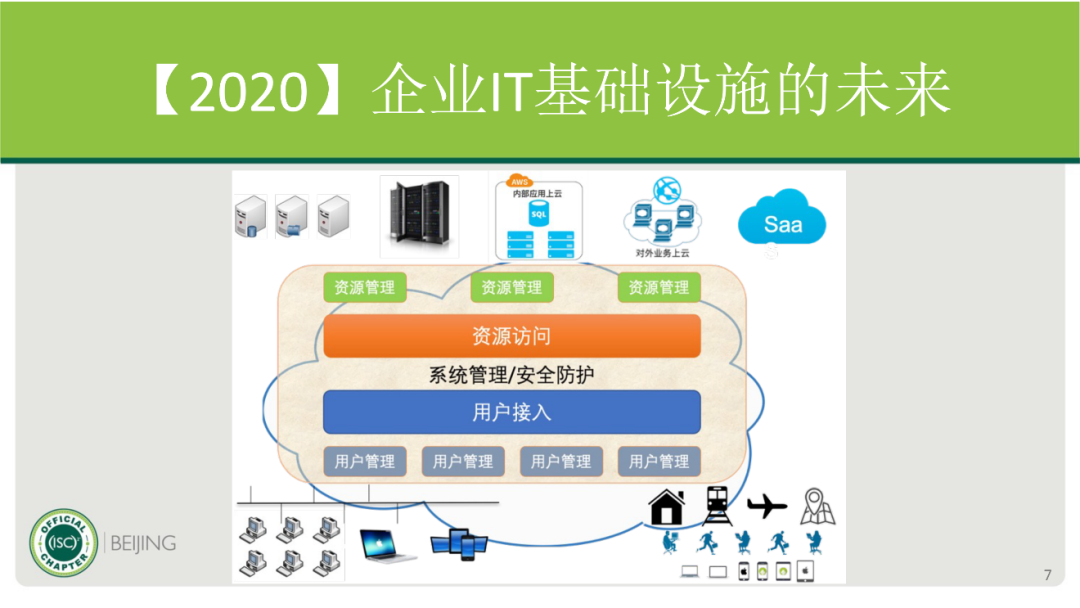 【2020】企业IT基础设施的未来
AWS
内部应用上云
SQL
对外业务上云
Saa
S
资源管理 资源管理 资源管理
资源访问
系统管理/安全防护
用户接入
用户管理 用户管理 用户管理 用户管理
OFFICIAL
(ISC)²
CHAPTER
BEIJING
7